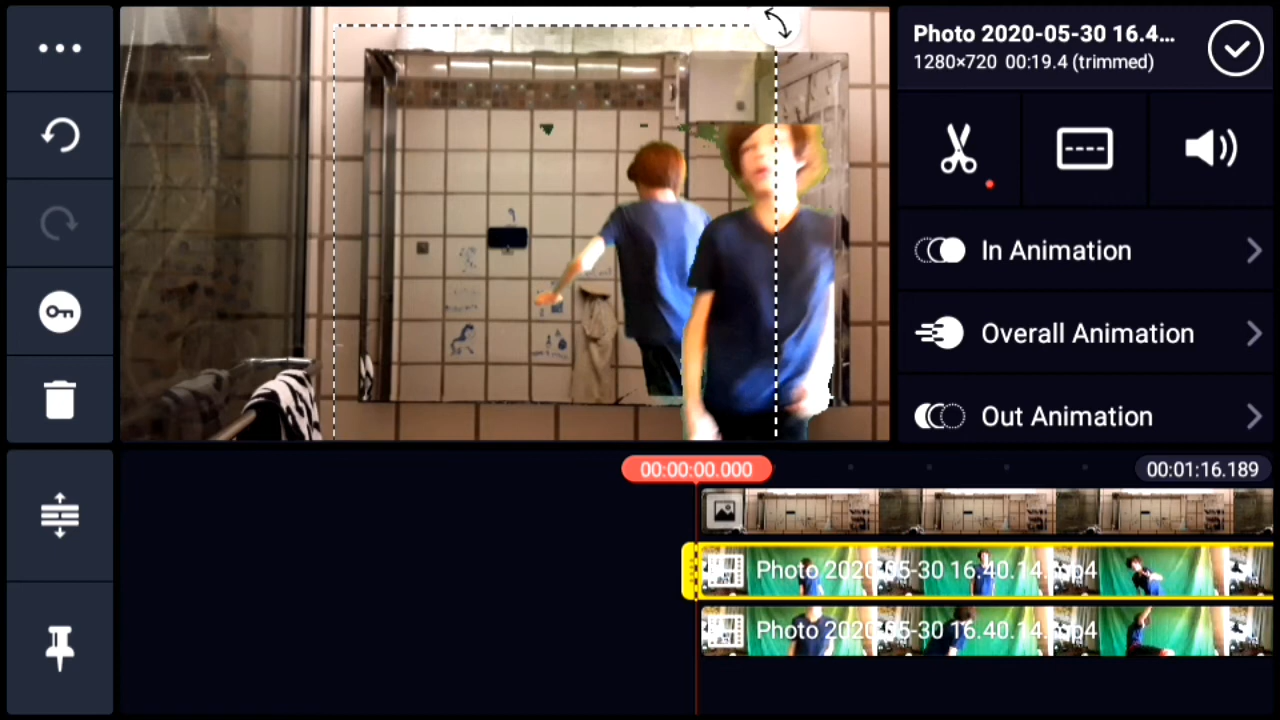 Photo 2020-05-30 16.4...
1280×720 00:19.4 (trimmed)
In Animation
Overall Animation
Out Animation
00:00:00.000
00:01:16.189
Photo 2020-05-30 16.40.14.mp4
Photo 2020-05-30 16.40.14.mp4